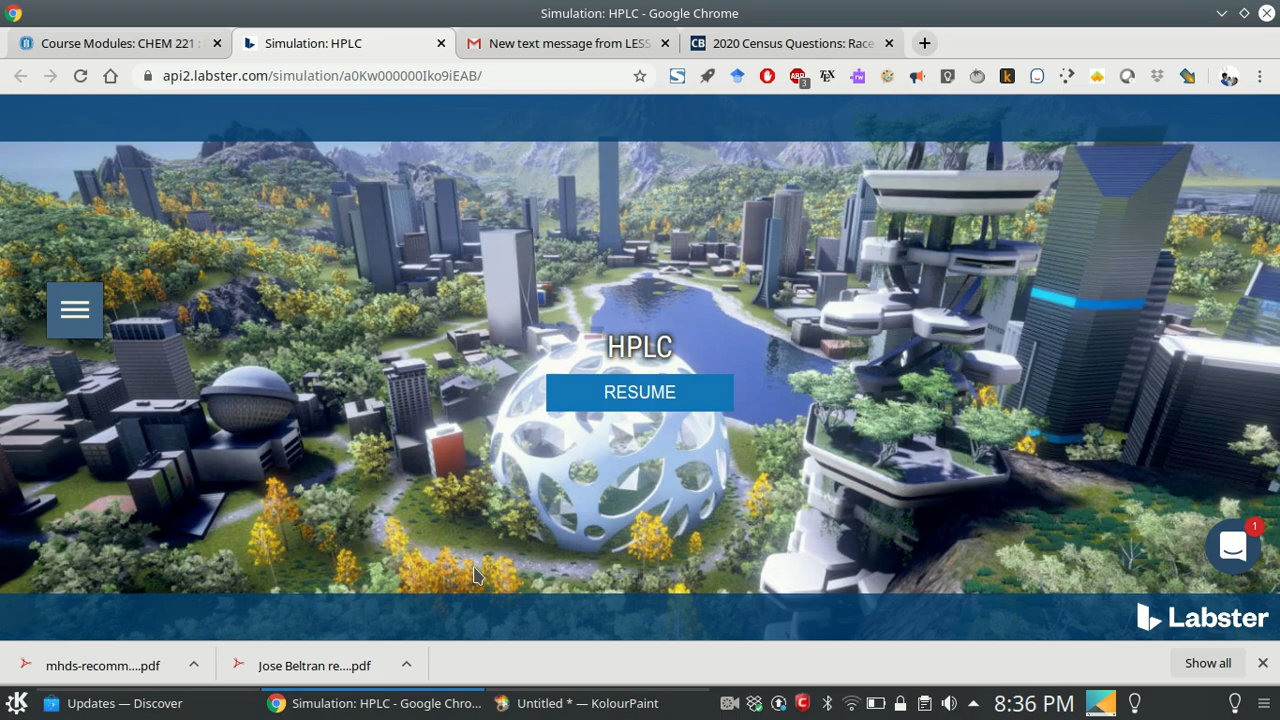 Simulation: HPLC - Google Chrome
Course Modules: CHEM 221 :
Simulation: HPLC
New text message from LESS
2020 Census Questions: Race
api2.labster.com/simulation/a0Kw000000Iko9iEAB/
3
HPLC
RESUME
1
Labster
mhds-recomm....pdf
Jose Beltran re....pdf
Show all
Updates — Discover
Simulation: HPLC - Google Chro...
Untitled * — KolourPaint
8:36 PM